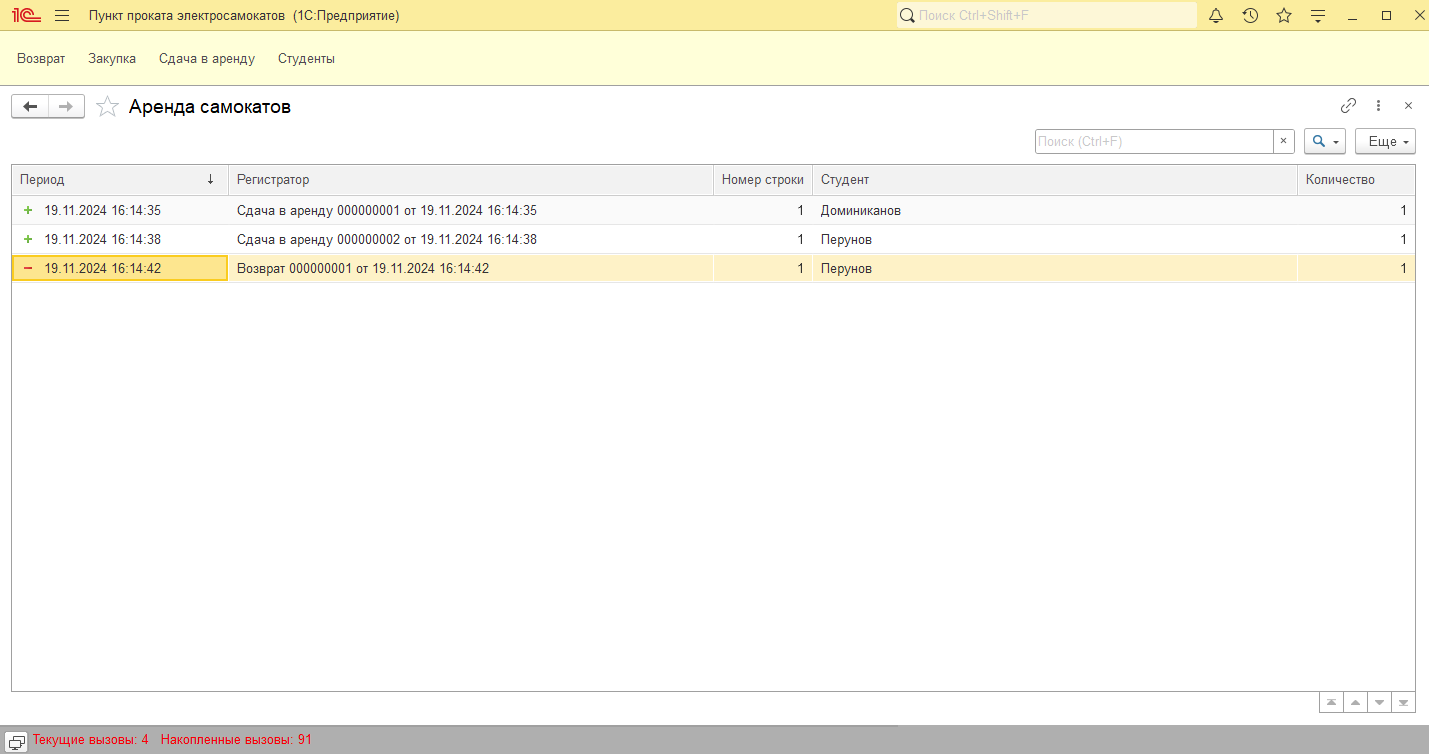 1С Пункт проката электросамокатов (1С:Предприятие) Поиск Ctrl+Shift+F
Возврат Закупка Сдача в аренду Студенты
Аренда самокатов
Поиск (Ctrl+F) × Еще
Период ↓ Регистратор Номер строки Студент Количество
+ 19.11.2024 16:14:35 Сдача в аренду 000000001 от 19.11.2024 16:14:35 1 Доминиканов 1
+ 19.11.2024 16:14:38 Сдача в аренду 000000002 от 19.11.2024 16:14:38 1 Перунов 1
− 19.11.2024 16:14:42 Возврат 000000001 от 19.11.2024 16:14:42 1 Перунов 1
Текущие вызовы: 4 Накопленные вызовы: 91